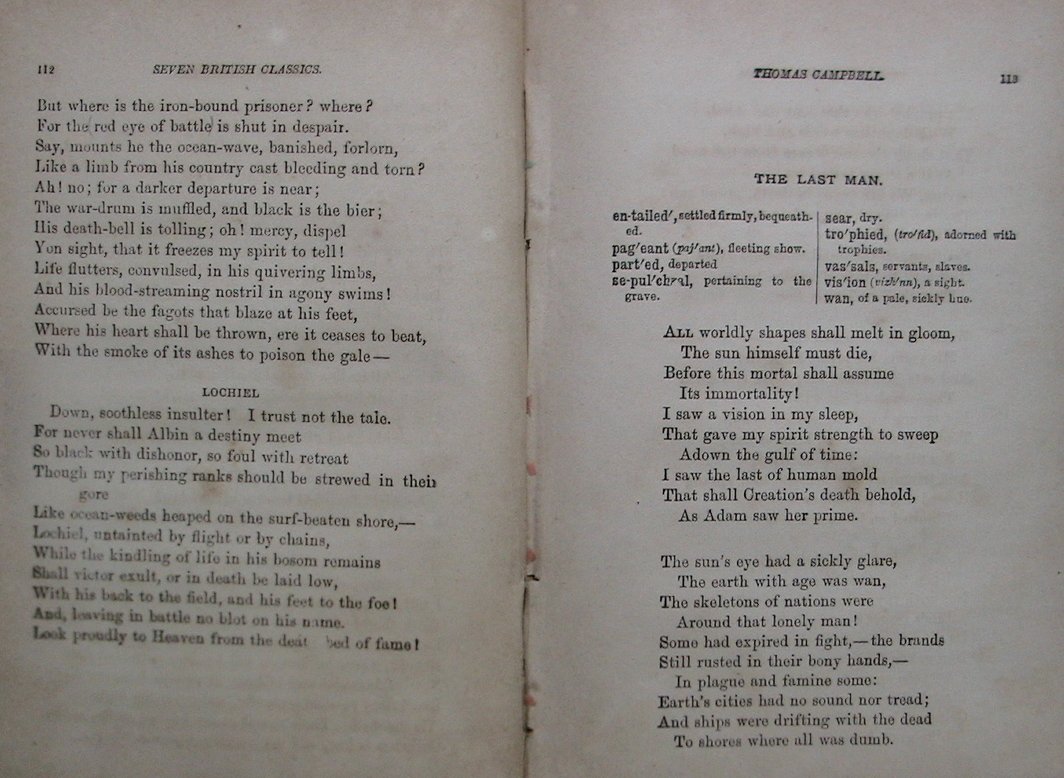 112 SEVEN BRITISH CLASSICS.
But where is the iron-bound prisoner? where?
For the red eye of battle is shut in despair.
Say, mounts he the ocean-wave, banished, forlorn,
Like a limb from his country cast bleeding and torn?
Ah! no; for a darker departure is near;
The war-drum is muffled, and black is the bier;
His death-bell is tolling; oh! mercy, dispel
Yon sight, that it freezes my spirit to tell!
Life flutters, convulsed, in his quivering limbs,
And his blood-streaming nostril in agony swims!
Accursed be the fagots that blaze at his feet,
Where his heart shall be thrown, ere it ceases to beat,
With the smoke of its ashes to poison the gale—
LOCHIEL
Down, soothless insulter! I trust not the tale.
For never shall Albin a destiny meet
So black with dishonor, so foul with retreat
Though my perishing ranks should be strewed in their
gore
Like ocean-weeds heaped on the surf-beaten shore,—
Lochiel, untainted by flight or by chains,
While the kindling of life in his bosom remains
Shall victor exult, or in death be laid low,
With his back to the field, and his feet to the foe!
And, leaving in battle no blot on his name.
Look proudly to Heaven from the deat bed of fame!
THOMAS CAMPBELL. 113
THE LAST MAN.
en-tailed′, settled firmly, bequeath-
ed.
pag′eant (paj′ant), fleeting show.
part′ed, departed
se-pul′chral, pertaining to the
grave.
sear, dry.
tro′phied, (tro′fid), adorned with
trophies.
vas′sals, servants, slaves.
vis′ion (vizh′nn), a sight.
wan, of a pale, sickly hue.
ALL worldly shapes shall melt in gloom,
The sun himself must die,
Before this mortal shall assume
Its immortality!
I saw a vision in my sleep,
That gave my spirit strength to sweep
Adown the gulf of time:
I saw the last of human mold
That shall Creation's death behold,
As Adam saw her prime.
The sun's eye had a sickly glare,
The earth with age was wan,
The skeletons of nations were
Around that lonely man!
Some had expired in fight,—the brands
Still rusted in their bony hands,—
In plague and famine some:
Earth's cities had no sound nor tread;
And ships were drifting with the dead
To shores where all was dumb.